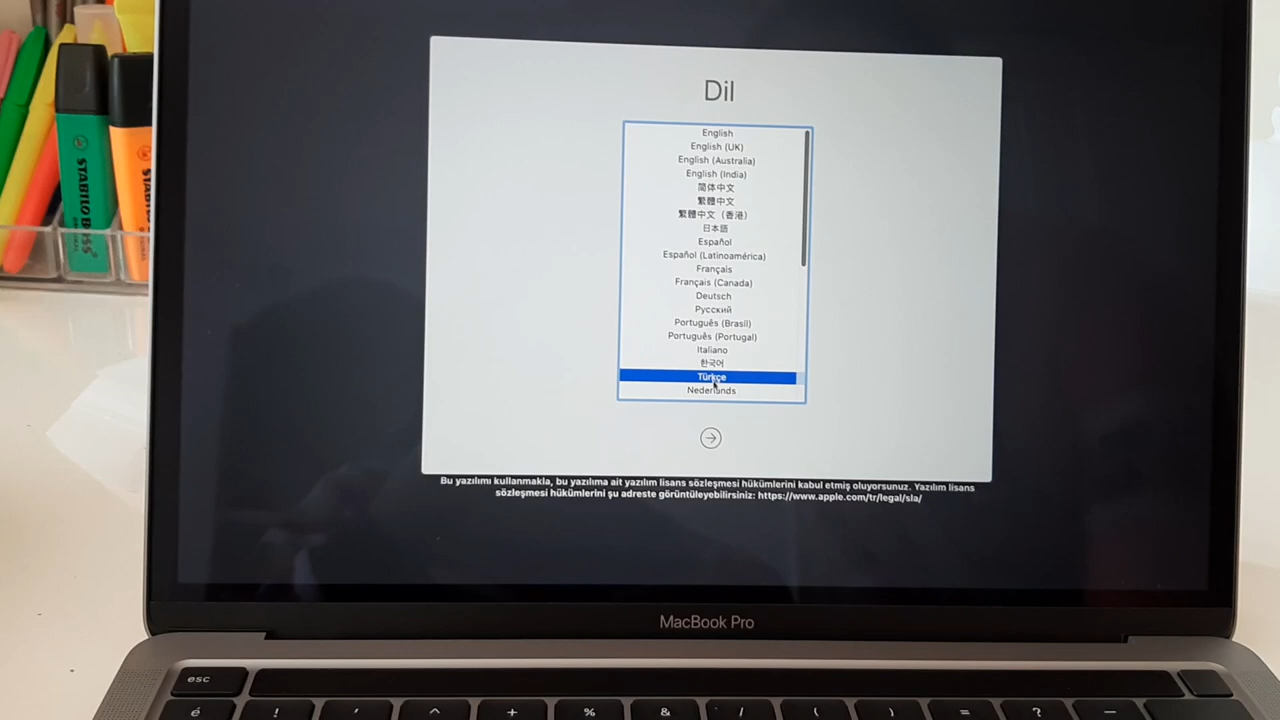 Dil
English
English (UK)
English (Australia)
English (India)
简体中文
繁體中文
繁體中文（香港）
日本語
Español
Español (Latinoamérica)
Français
Français (Canada)
Deutsch
Русский
Português (Brasil)
Português (Portugal)
Italiano
한국어
Türkçe
Nederlands
Bu yazılımı kullanmakla, bu yazılıma ait yazılım lisans sözleşmesi hükümlerini kabul etmiş oluyorsunuz. Yazılım lisans
sözleşmesi hükümlerini şu adreste görüntüleyebilirsiniz: https://www.apple.com/tr/legal/sla/
STABILO BOSS
MacBook Pro
esc
é ! ' ^ + % & / ( ) = ? –